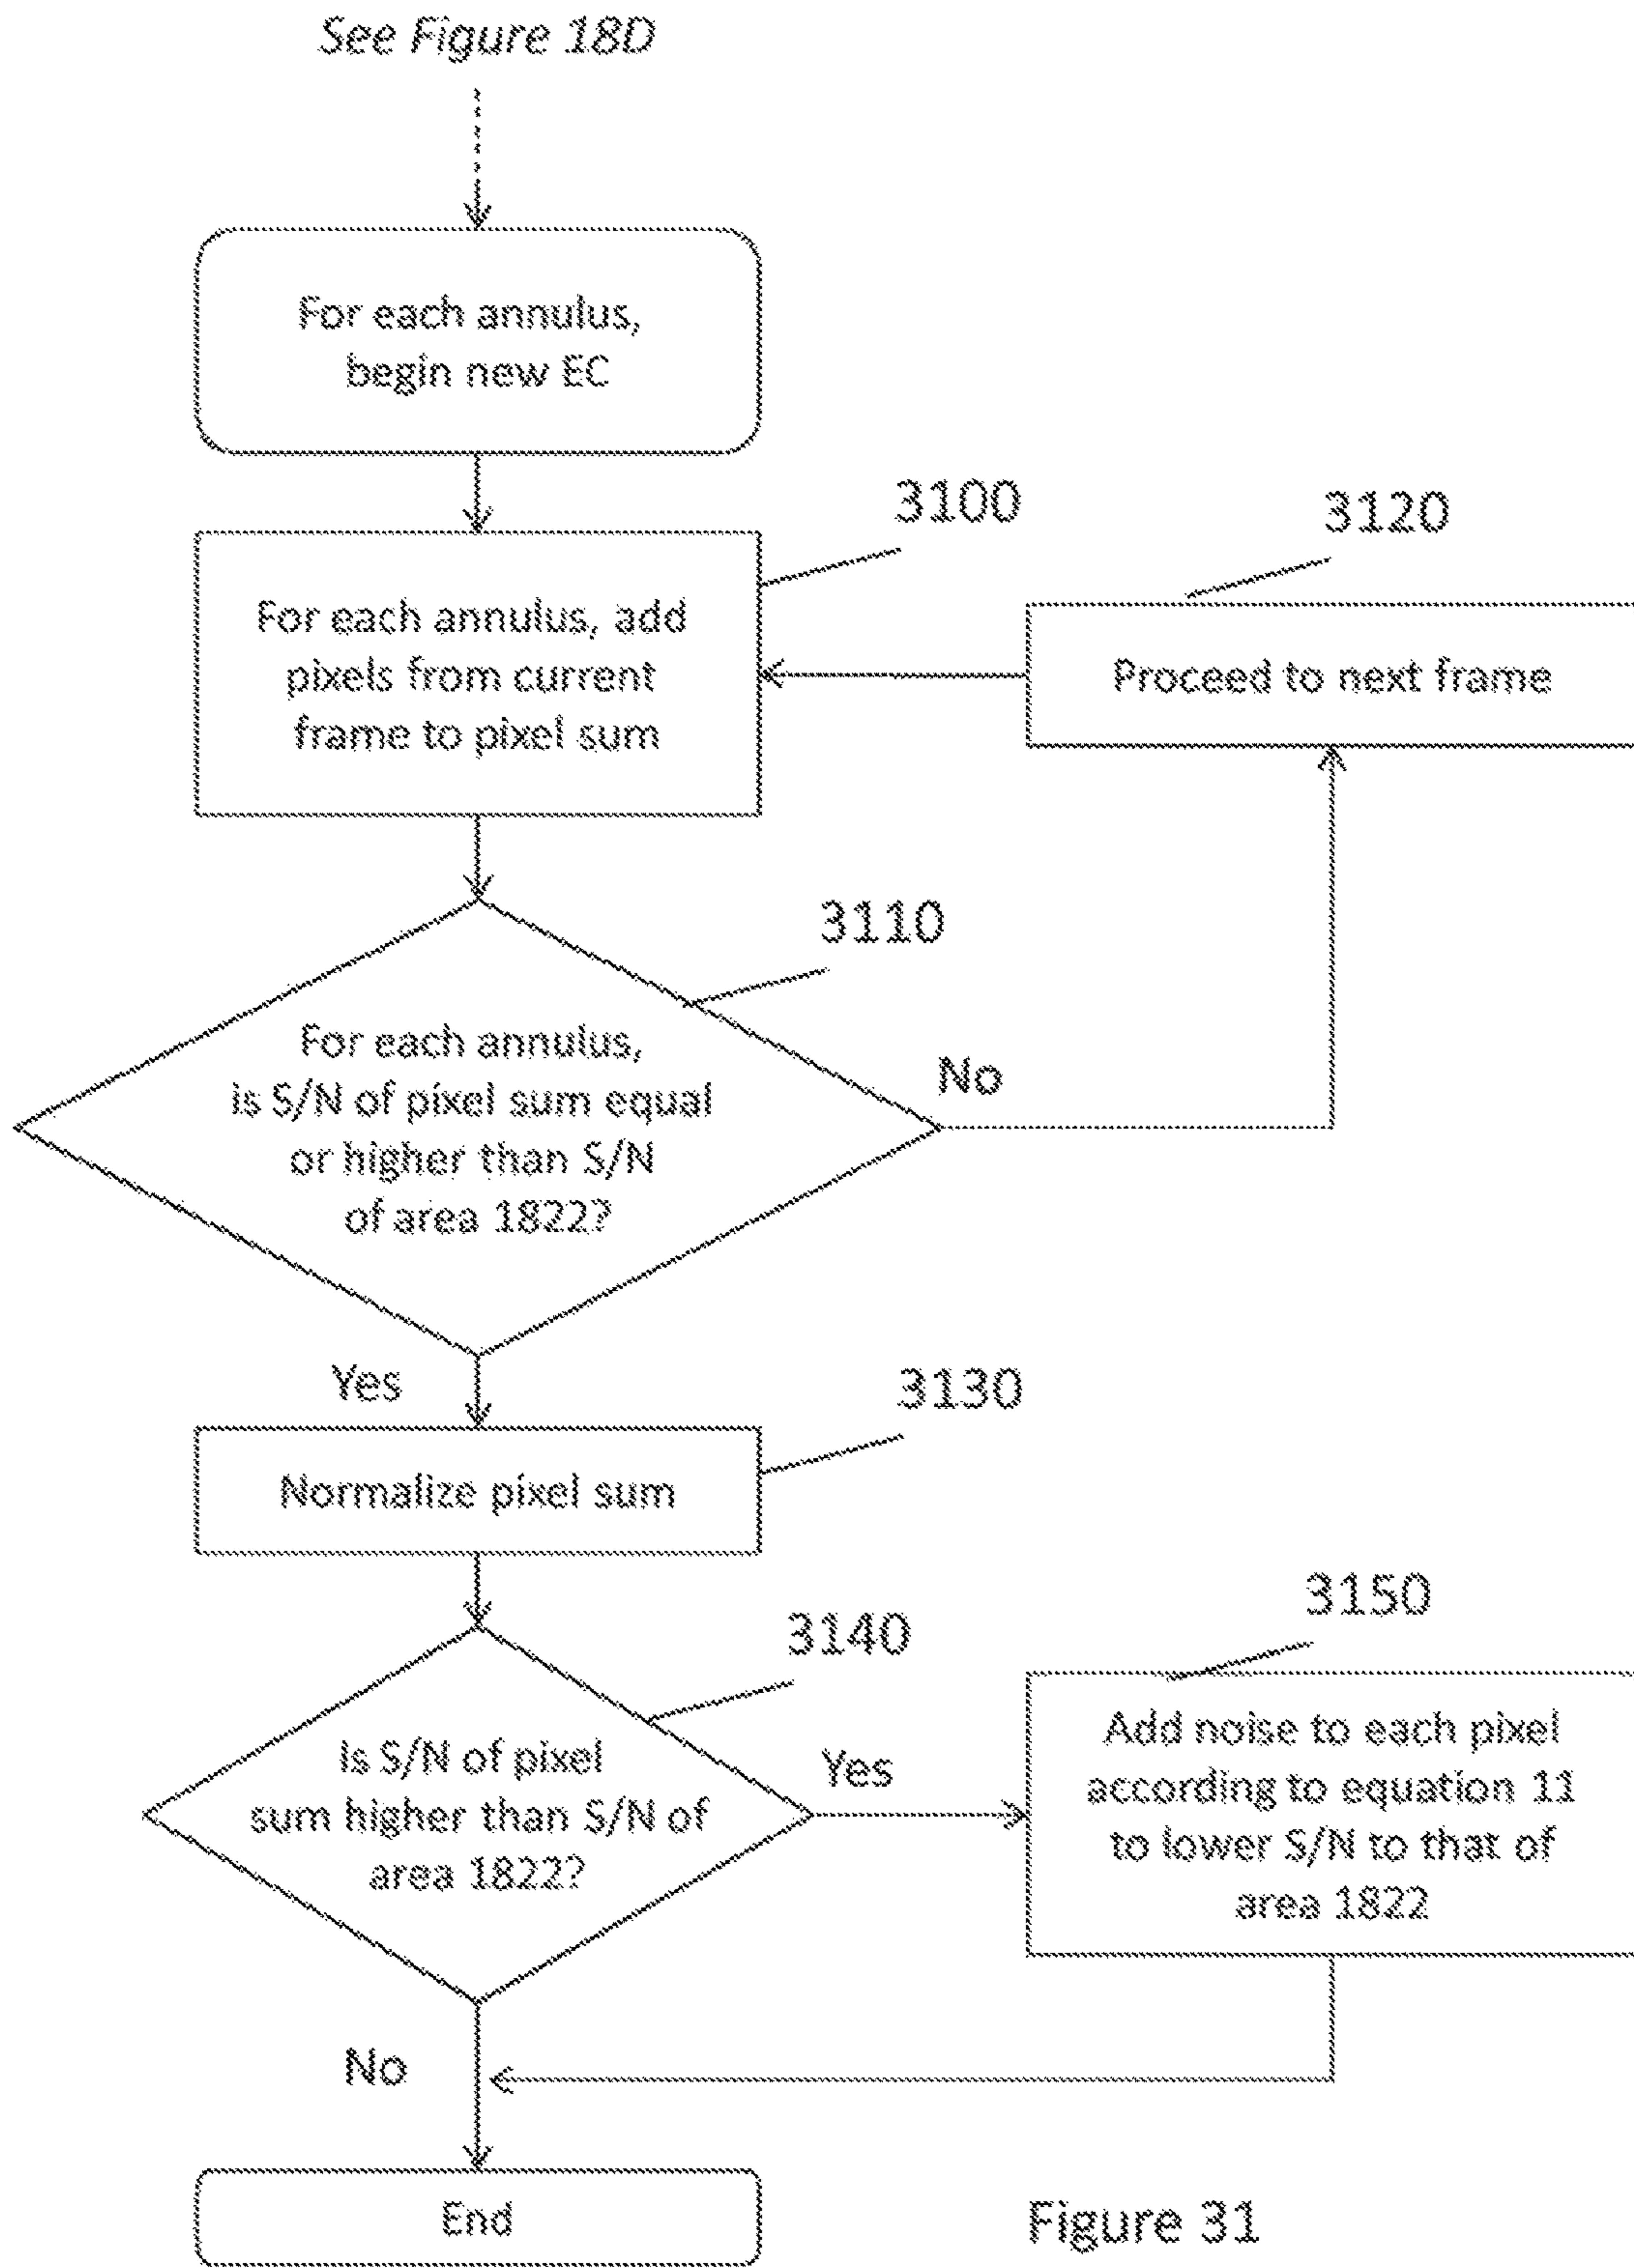 See Figure 18D
For each annulus,
begin new EC
3100
3120
For each annulus, add
pixels from current
frame to pixel sum
Proceed to next frame
3110
For each annulus,
is S/N of pixel sum equal
or higher than S/N
of area 1822?
No
Yes
3130
Normalize pixel sum
3140
3150
Is S/N of pixel
sum higher than S/N of
area 1822?
Yes
Add noise to each pixel
according to equation 11
to lower S/N to that of
area 1822
No
End
Figure 31